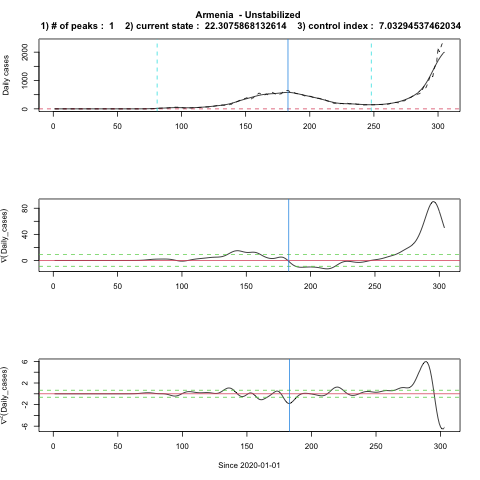 Armenia - Unstabilized
1) # of peaks : 1 2) current state : 22.3075868132614 3) control index : 7.03294537462034
Daily cases
0 1000 2000
0 50 100 150 200 250 300
∇(Daily_cases)
0 40 80
0 50 100 150 200 250 300
∇²(Daily_cases)
-6 -2 2 6
0 50 100 150 200 250 300
Since 2020-01-01